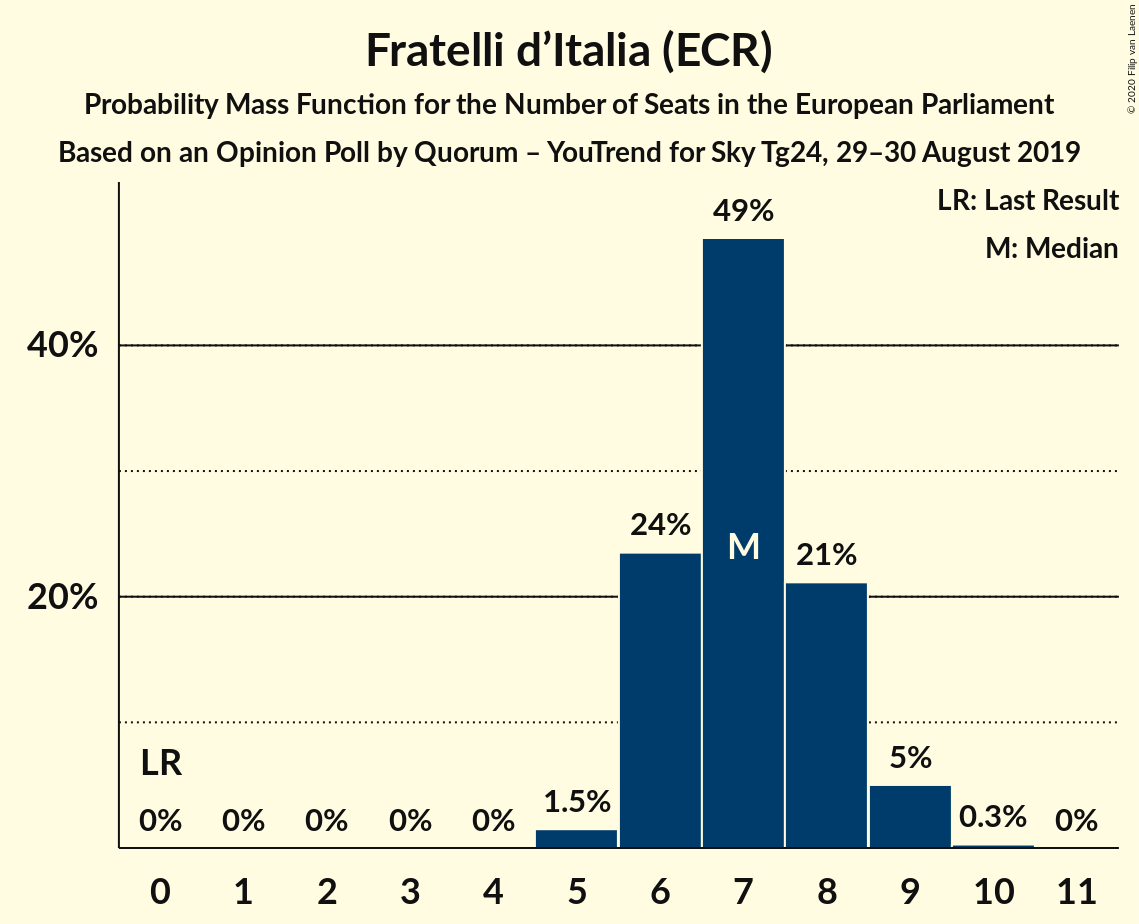 Fratelli d’Italia (ECR)
Probability Mass Function for the Number of Seats in the European Parliament
Based on an Opinion Poll by Quorum – YouTrend for Sky Tg24, 29–30 August 2019
© 2020 Filip van Laenen
LR: Last Result
M: Median
49%
40%
24%
M
21%
20%
LR
5%
0% 0% 0% 0% 0% 1.5% 0.3% 0%
0 1 2 3 4 5 6 7 8 9 10 11